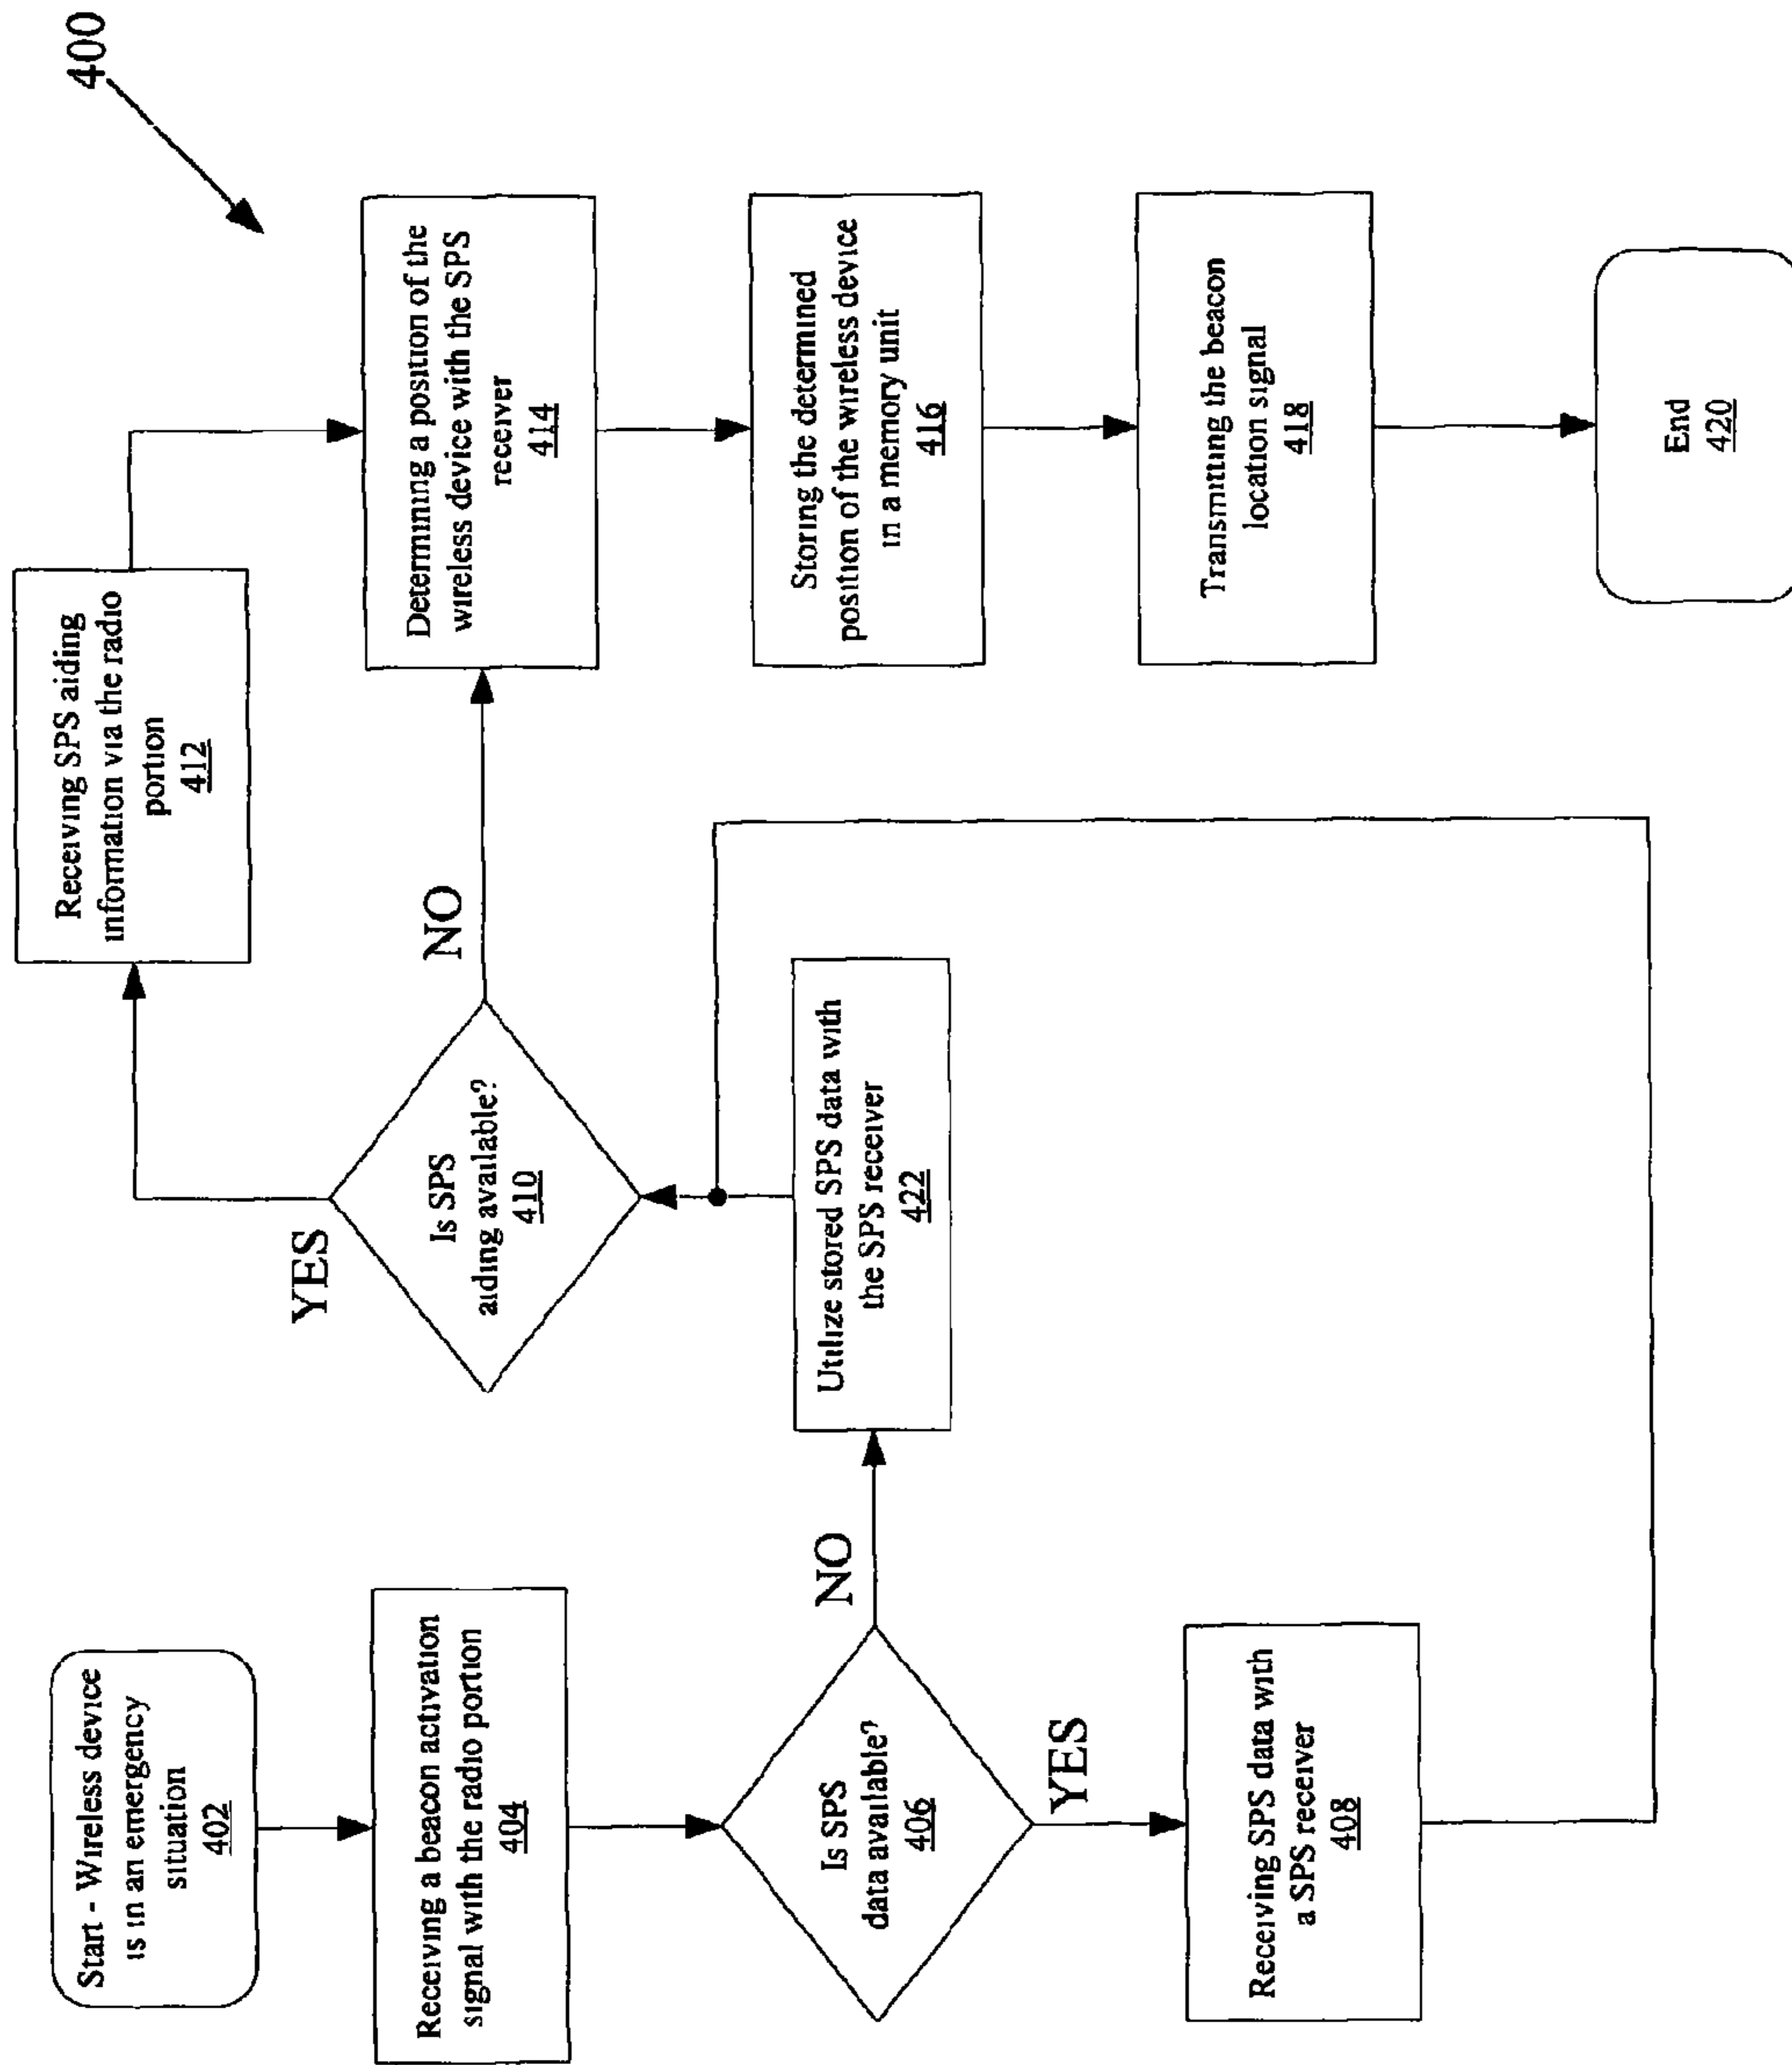 400
Start - Wireless device
is in an emergency
situation
402
Receiving a beacon activation
signal with the radio portion
404
Is SPS
data available?
406
NO
YES
Receiving SPS data with
a SPS receiver
408
Utilize stored SPS data with
the SPS receiver
422
Is SPS
aiding available?
410
YES
NO
Receiving SPS aiding
information via the radio
portion
412
Determining a position of the
wireless device with the SPS
receiver
414
Storing the determined
position of the wireless device
in a memory unit
416
Transmitting the beacon
location signal
418
End
420